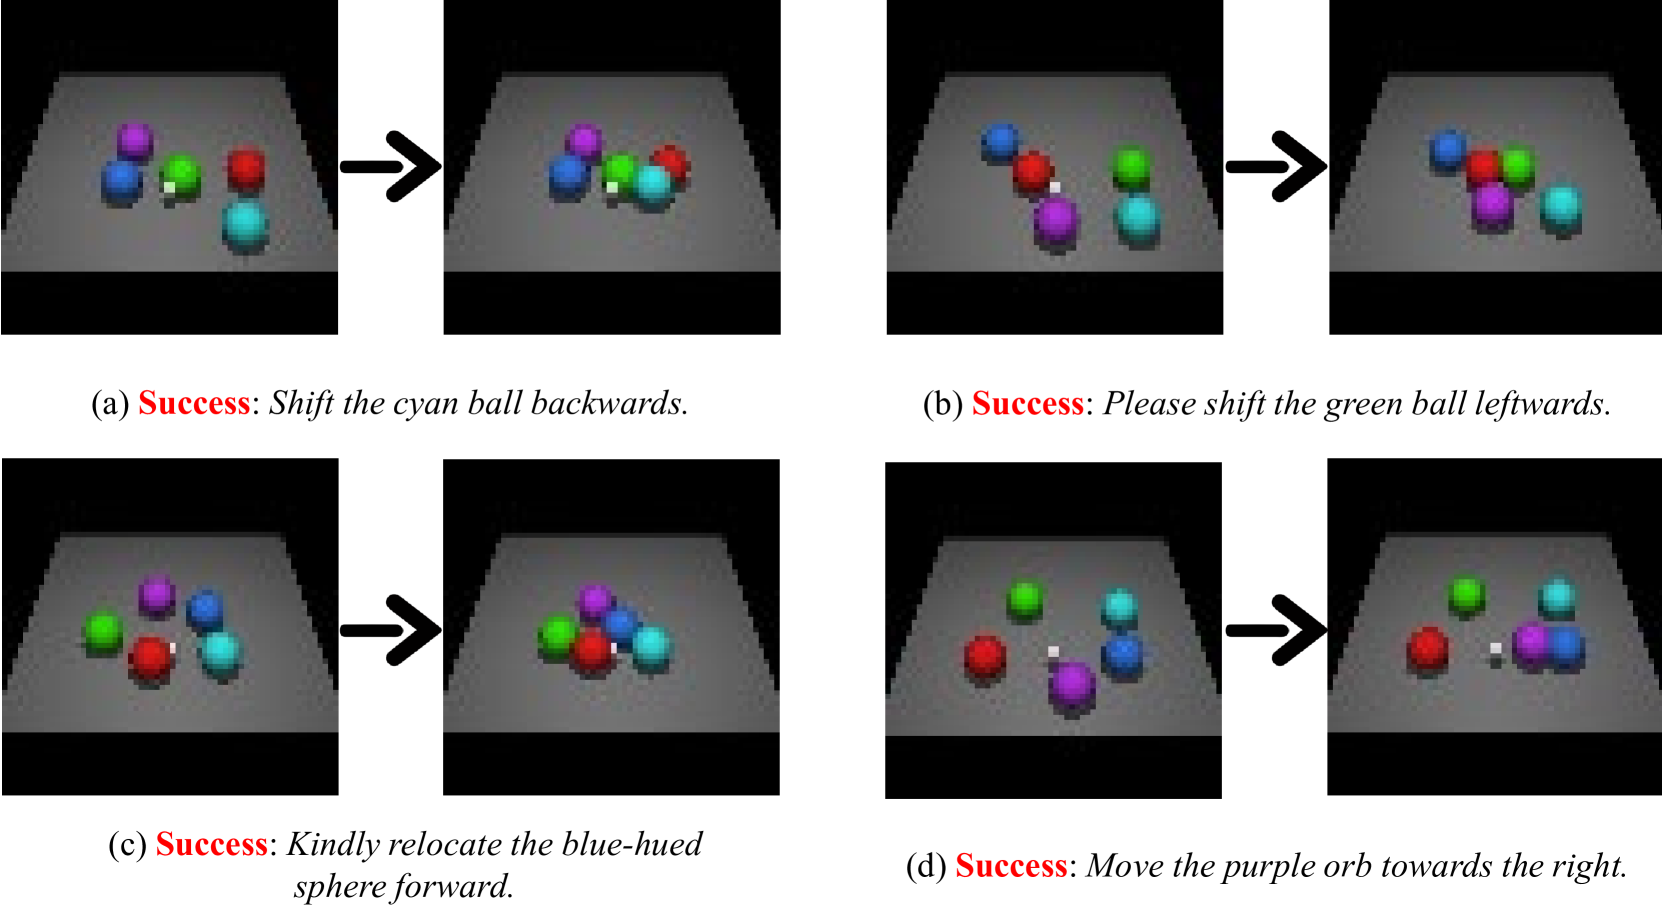 (a) Success: Shift the cyan ball backwards.
(b) Success: Please shift the green ball leftwards.
(c) Success: Kindly relocate the blue-hued
sphere forward.
(d) Success: Move the purple orb towards the right.